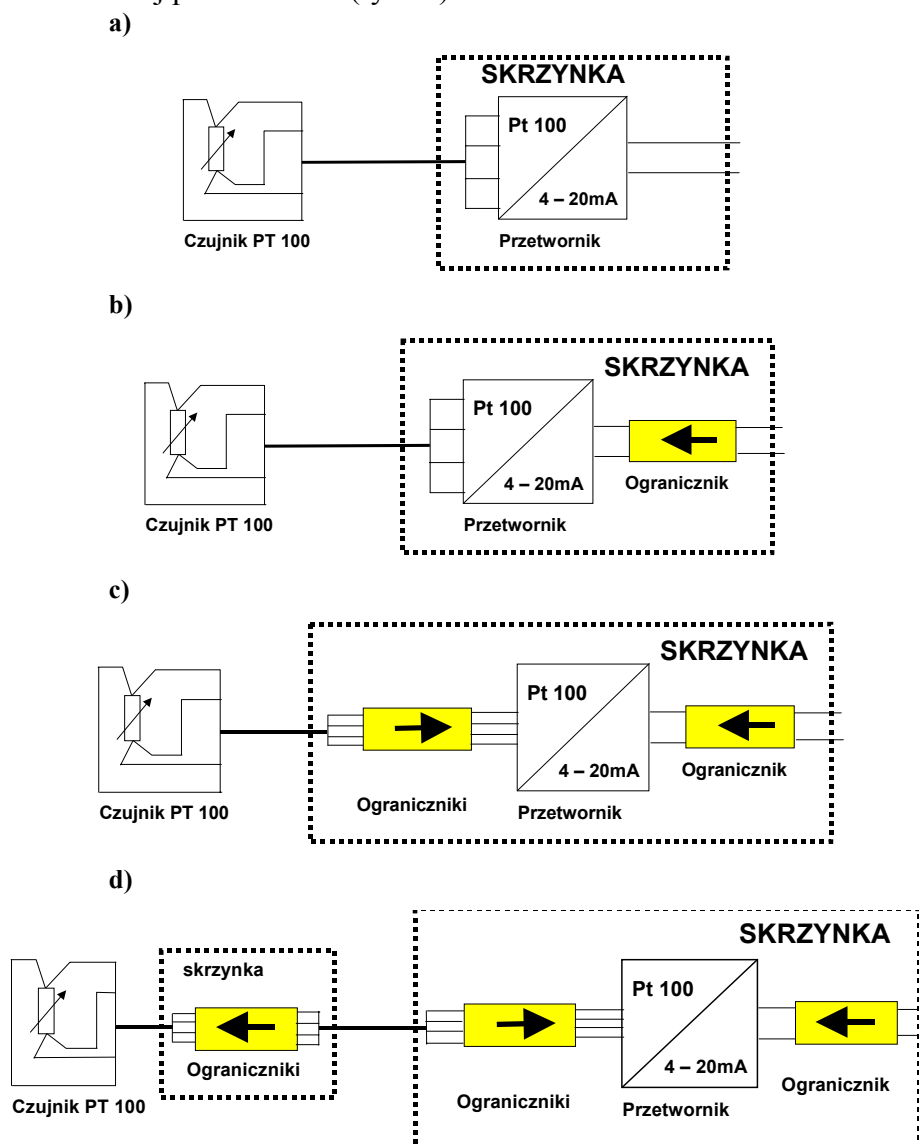 a)
SKRZYNKA
Pt 100
4 – 20mA
Czujnik PT 100
Przetwornik
b)
SKRZYNKA
Pt 100
4 – 20mA
Ogranicznik
Czujnik PT 100
Przetwornik
c)
SKRZYNKA
Pt 100
4 – 20mA
Ogranicznik
Czujnik PT 100
Ograniczniki
Przetwornik
d)
SKRZYNKA
skrzynka
Pt 100
4 – 20mA
Ograniczniki
Ogranicznik
Czujnik PT 100
Ograniczniki
Przetwornik